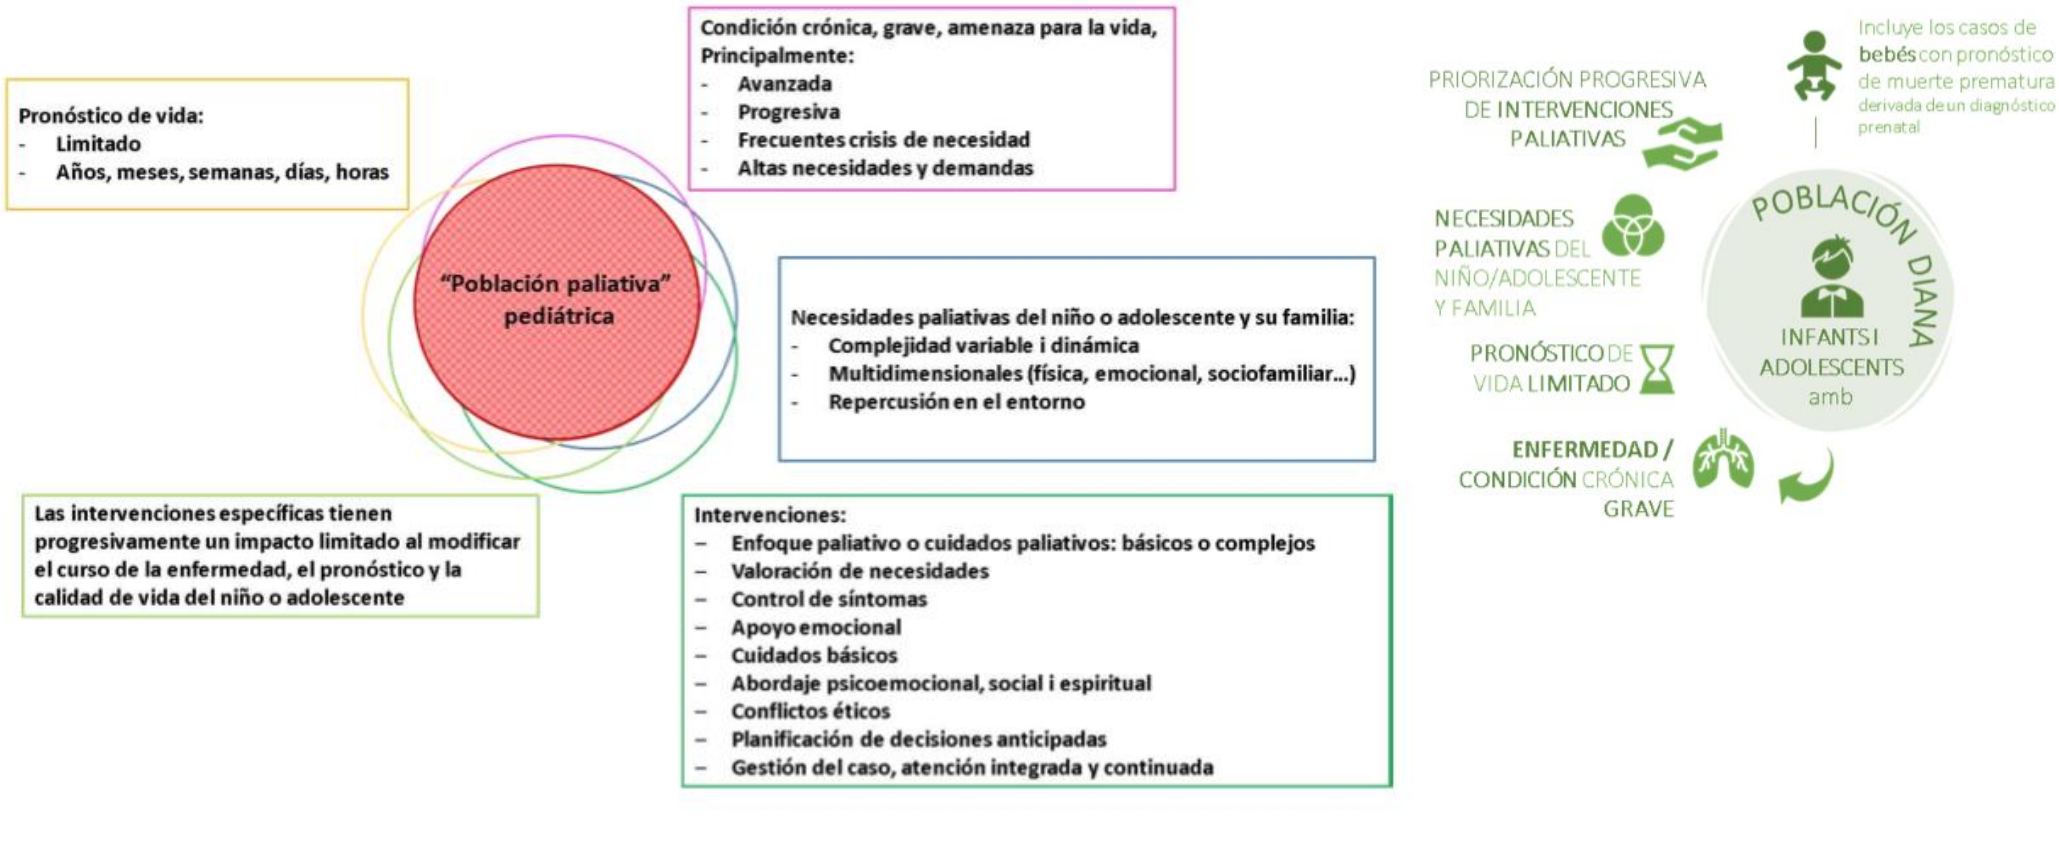 Pronóstico de vida:
- Limitado
- Años, meses, semanas, días, horas
Condición crónica, grave, amenaza para la vida,
Principalmente:
- Avanzada
- Progresiva
- Frecuentes crisis de necesidad
- Altas necesidades y demandas
“Población paliativa”
pediátrica
Necesidades paliativas del niño o adolescente y su familia:
- Complejidad variable i dinámica
- Multidimensionales (física, emocional, sociofamiliar...)
- Repercusión en el entorno
Las intervenciones específicas tienen
progresivamente un impacto limitado al modificar
el curso de la enfermedad, el pronóstico y la
calidad de vida del niño o adolescente
Intervenciones:
– Enfoque paliativo o cuidados paliativos: básicos o complejos
– Valoración de necesidades
– Control de síntomas
– Apoyo emocional
– Cuidados básicos
– Abordaje psicoemocional, social i espiritual
– Conflictos éticos
– Planificación de decisiones anticipadas
– Gestión del caso, atención integrada y continuada
PRIORIZACIÓN PROGRESIVA
DE INTERVENCIONES
PALIATIVAS
Incluye los casos de
bebés con pronóstico
de muerte prematura
derivada de un diagnóstico
prenatal
NECESIDADES
PALIATIVAS DEL
NIÑO/ADOLESCENTE
Y FAMILIA
PRONÓSTICO DE
VIDA LIMITADO
ENFERMEDAD /
CONDICIÓN CRÓNICA
GRAVE
POBLACIÓN DIANA
INFANTS I
ADOLESCENTS
amb